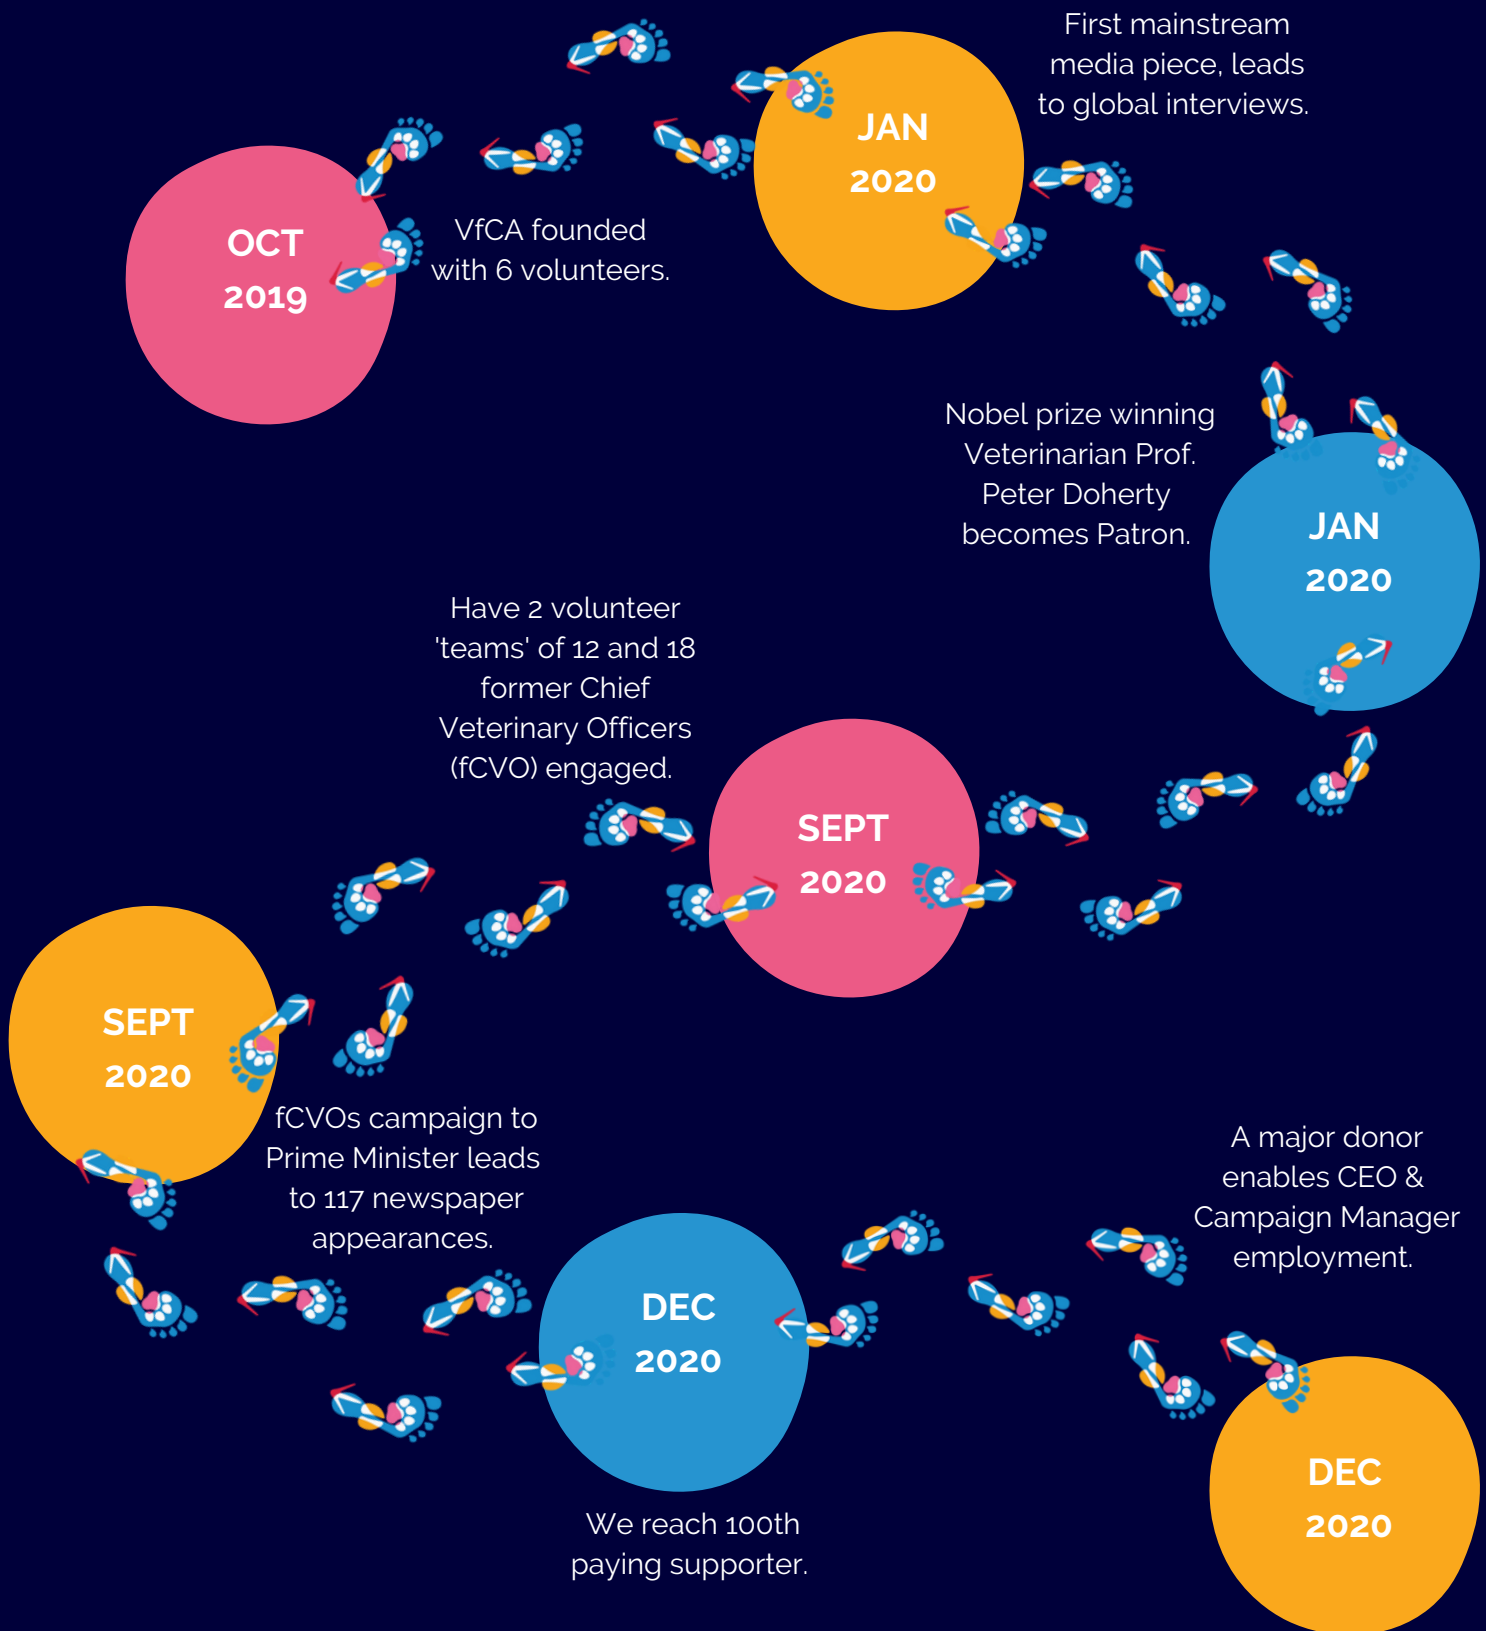 OCT
2019
VfCA founded
with 6 volunteers.
JAN
2020
First mainstream
media piece, leads
to global interviews.
JAN
2020
Nobel prize winning
Veterinarian Prof.
Peter Doherty
becomes Patron.
SEPT
2020
Have 2 volunteer
'teams' of 12 and 18
former Chief
Veterinary Officers
(fCVO) engaged.
SEPT
2020
fCVOs campaign to
Prime Minister leads
to 117 newspaper
appearances.
DEC
2020
We reach 100th
paying supporter.
DEC
2020
A major donor
enables CEO &
Campaign Manager
employment.